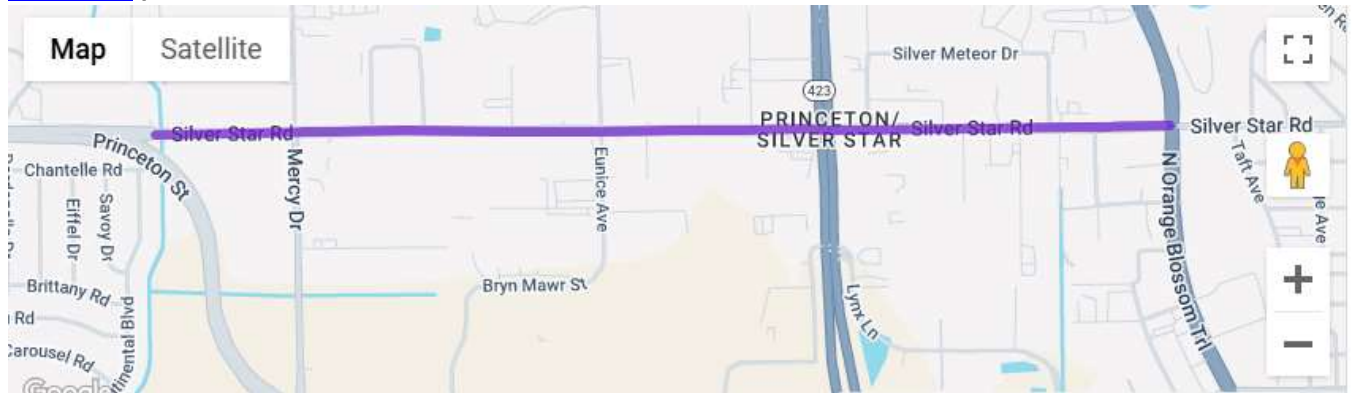 Map
Satellite
Silver Meteor Dr
423
PRINCETON/
SILVER STAR
Silver Star Rd
Silver Star Rd
Silver Star Rd
Princeton St
Chantelle Rd
Mercy Dr
Eunice Ave
Taft Ave
N Orange Blossom Trl
Savoy Dr
Eiffel Dr
Brittany Rd
Bryn Mawr St
Lynx Ln
Rd
Google